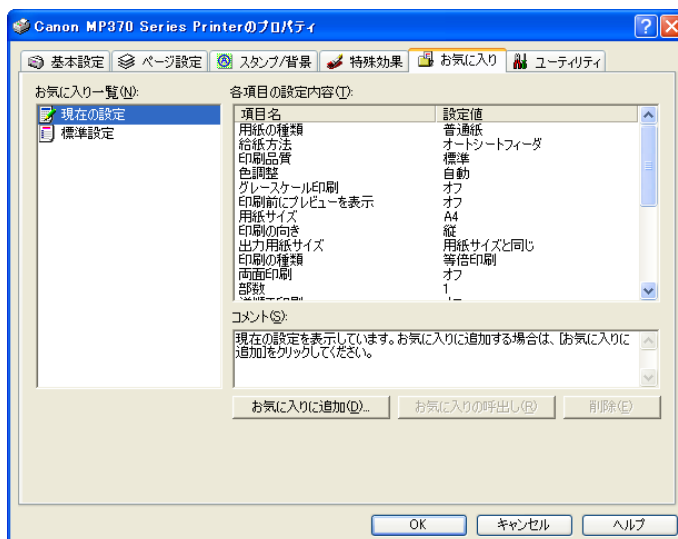 Canon MP370 Series Printerのプロパティ
基本設定 ページ設定 スタンプ/背景 特殊効果 お気に入り ユーティリティ
お気に入り一覧(N):
現在の設定
標準設定
各項目の設定内容(T):
項目名 設定値
用紙の種類 普通紙
給紙方法 オートシートフィーダ
印刷品質 標準
色調整 自動
グレースケール印刷 オフ
印刷前にプレビューを表示 オフ
用紙サイズ A4
印刷の向き 縦
出力用紙サイズ 用紙サイズと同じ
印刷の種類 等倍印刷
両面印刷 オフ
部数 1
コメント(S):
現在の設定を表示しています。お気に入りに追加する場合は、[お気に入りに
追加]をクリックしてください。
お気に入りに追加(D)... お気に入りの呼出し(R) 削除(E)
OK キャンセル ヘルプ